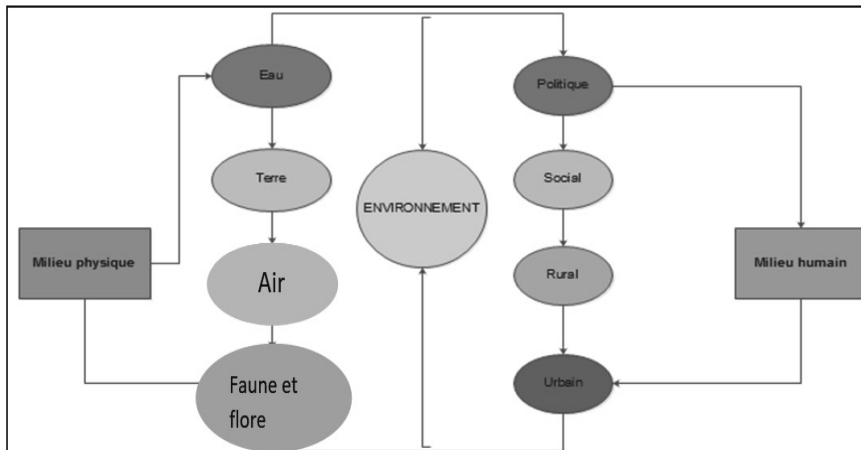 Eau
Politique
Terre
ENVIRONNEMENT
Social
Milieu physique
Air
Rural
Milieu humain
Faune et
flore
Urbain